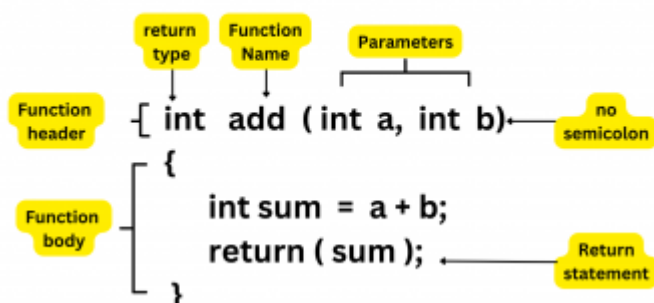 return
type
Function
Name
Parameters
Function
header
int add ( int a, int b)
no
semicolon
{
Function
body
int sum = a + b;
return ( sum );
Return
statement
}